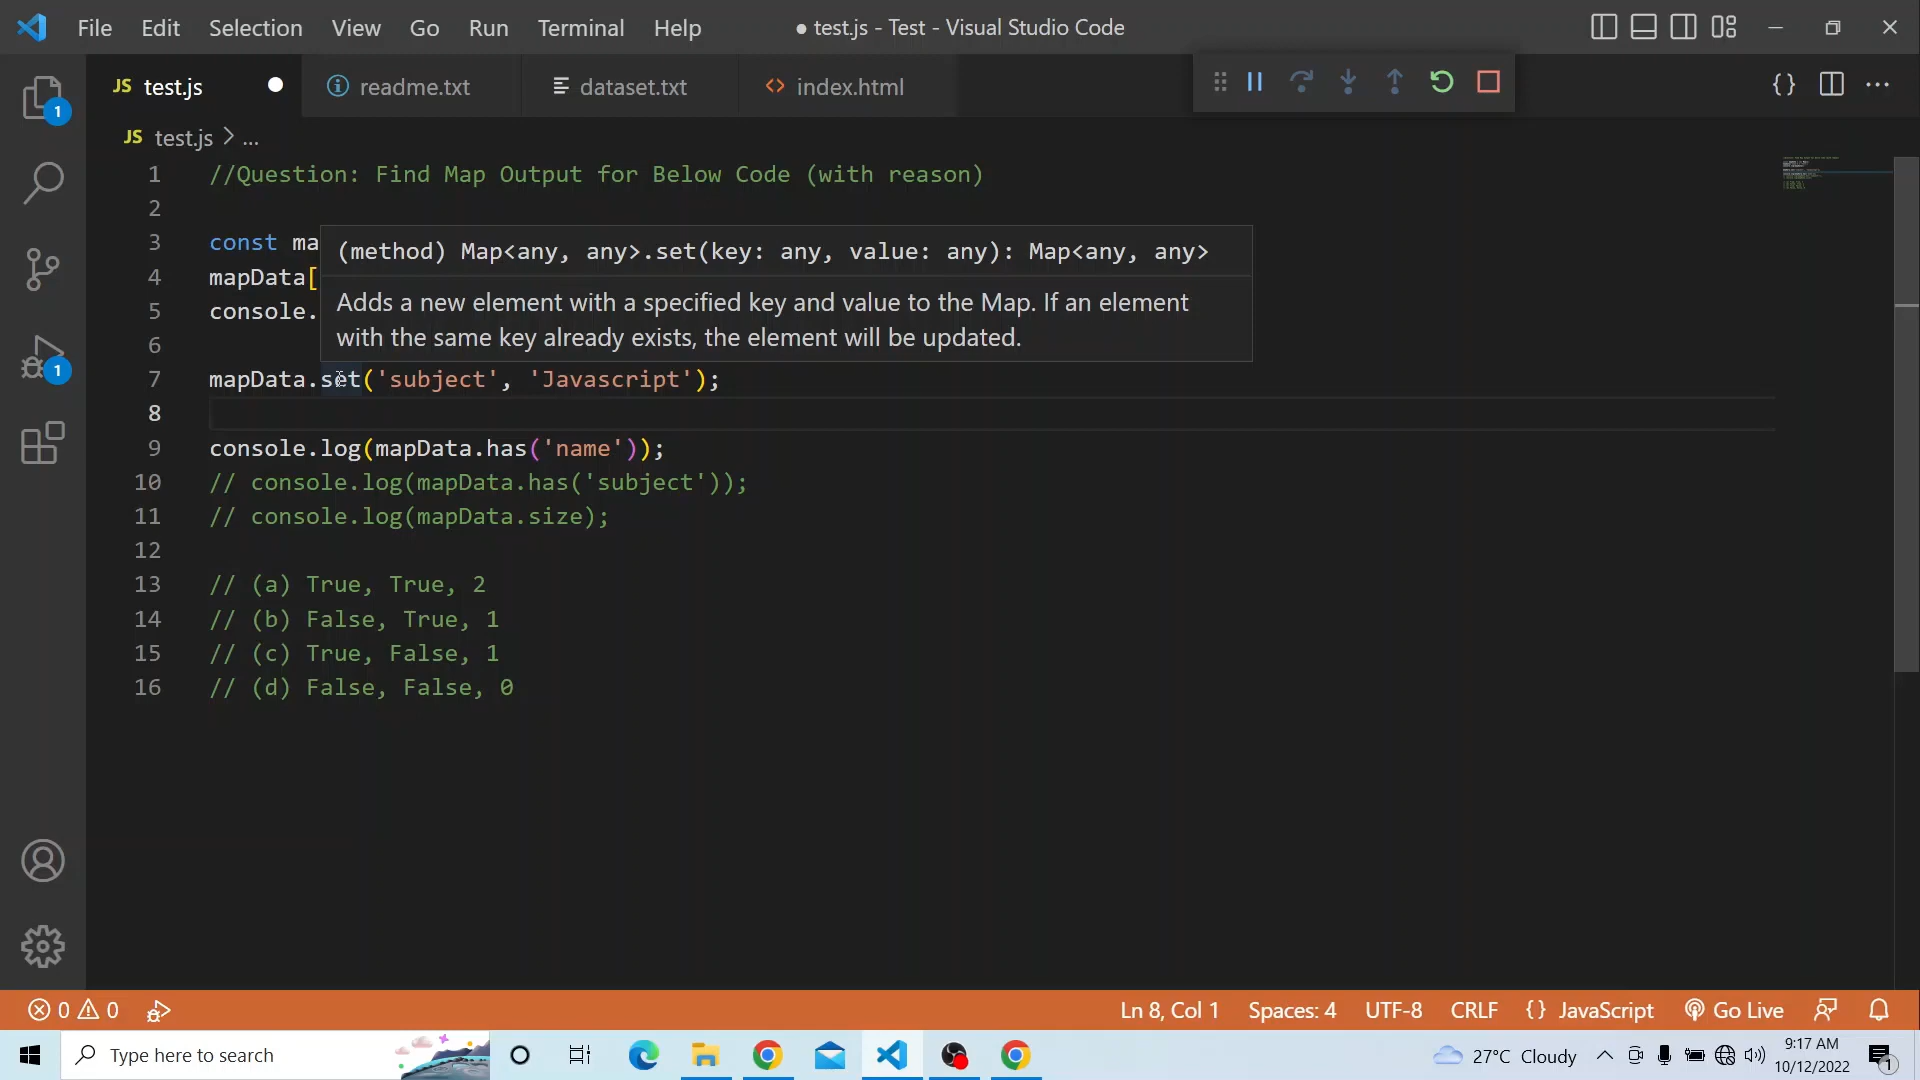 File Edit Selection View Go Run Terminal Help ● test.js - Test - Visual Studio Code
JS test.js ● readme.txt dataset.txt index.html
JS test.js > ...
1 //Question: Find Map Output for Below Code (with reason)
2
3 const ma
(method) Map<any, any>.set(key: any, value: any): Map<any, any>
4 mapData[
Adds a new element with a specified key and value to the Map. If an element
5 console.
with the same key already exists, the element will be updated.
6
7 mapData.set('subject', 'Javascript');
8
9 console.log(mapData.has('name'));
10 // console.log(mapData.has('subject'));
11 // console.log(mapData.size);
12
13 // (a) True, True, 2
14 // (b) False, True, 1
15 // (c) True, False, 1
16 // (d) False, False, 0
1
1
0 0 Ln 8, Col 1 Spaces: 4 UTF-8 CRLF {} JavaScript Go Live
Type here to search 27°C Cloudy 9:17 AM
10/12/2022 1